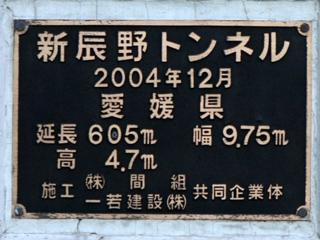 新辰野トンネル
2004年12月
愛媛県
延長 605m 幅 9.75m
高 4.7m
施工 ㈱間組 共同企業体
一若建設㈱